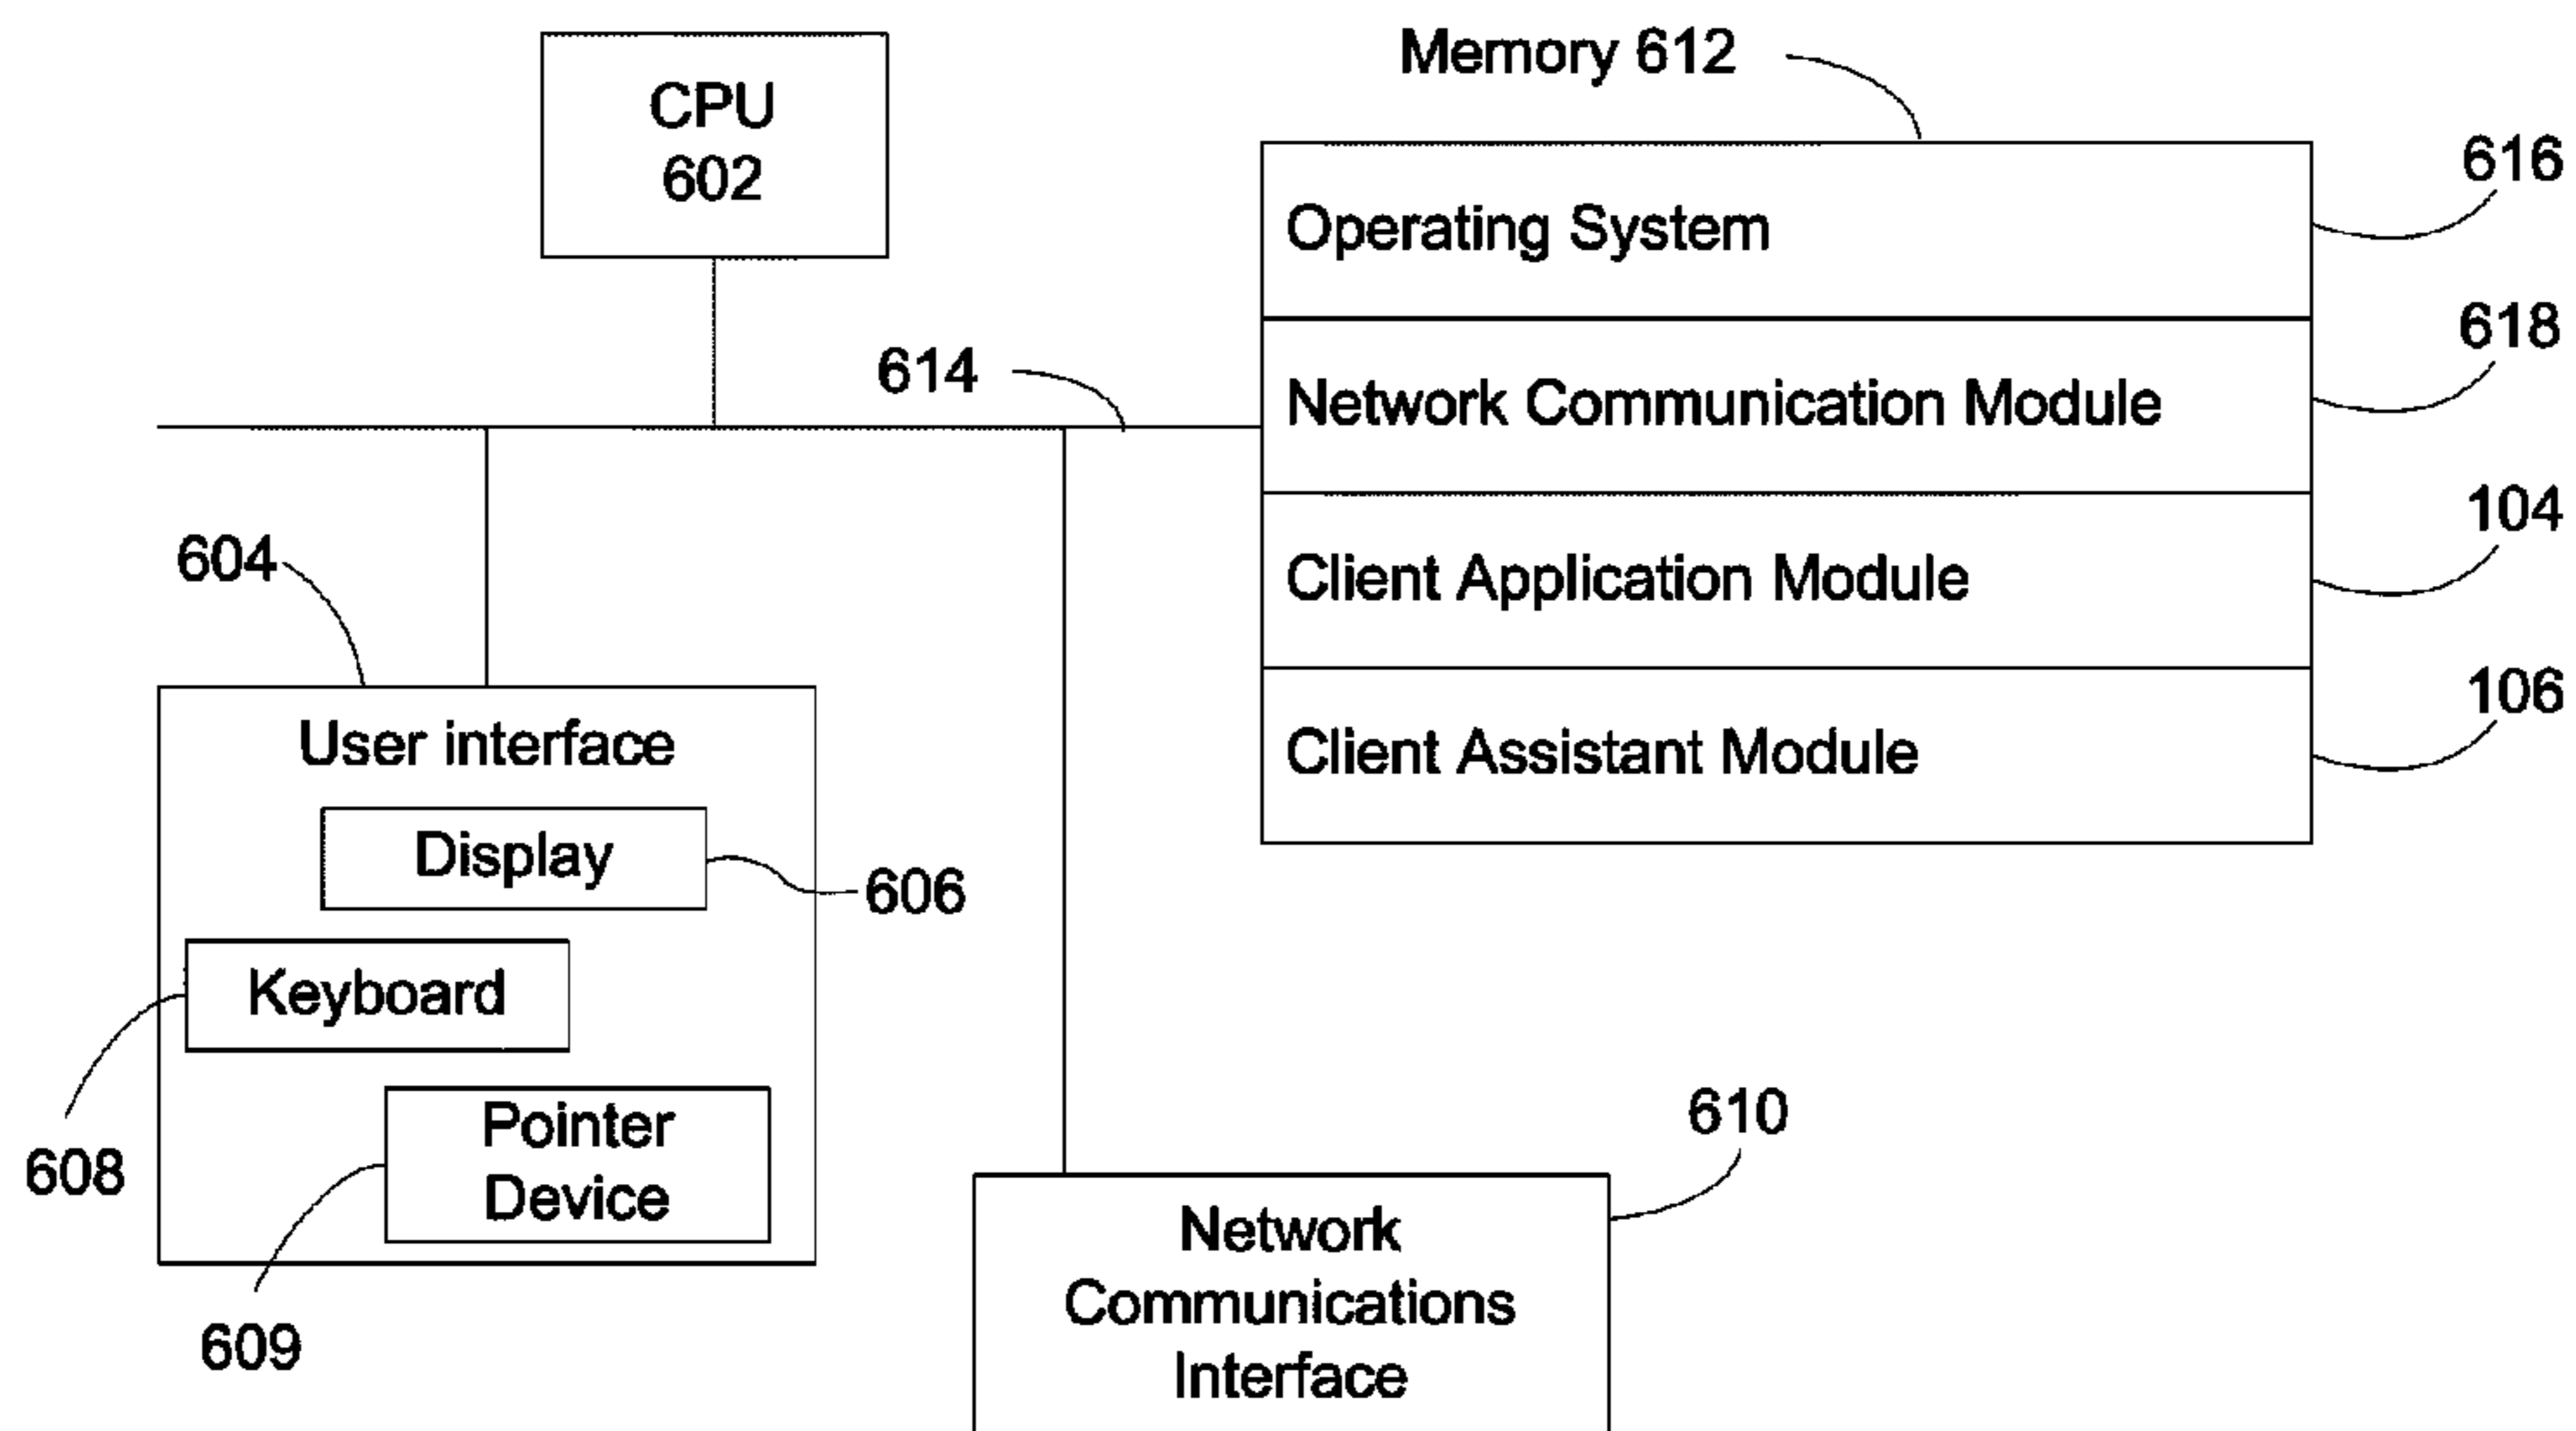 CPU
602
Memory 612
616
Operating System
618
614
Network Communication Module
104
604
Client Application Module
106
User interface
Client Assistant Module
Display
606
Keyboard
608
Pointer
Device
609
610
Network
Communications
Interface